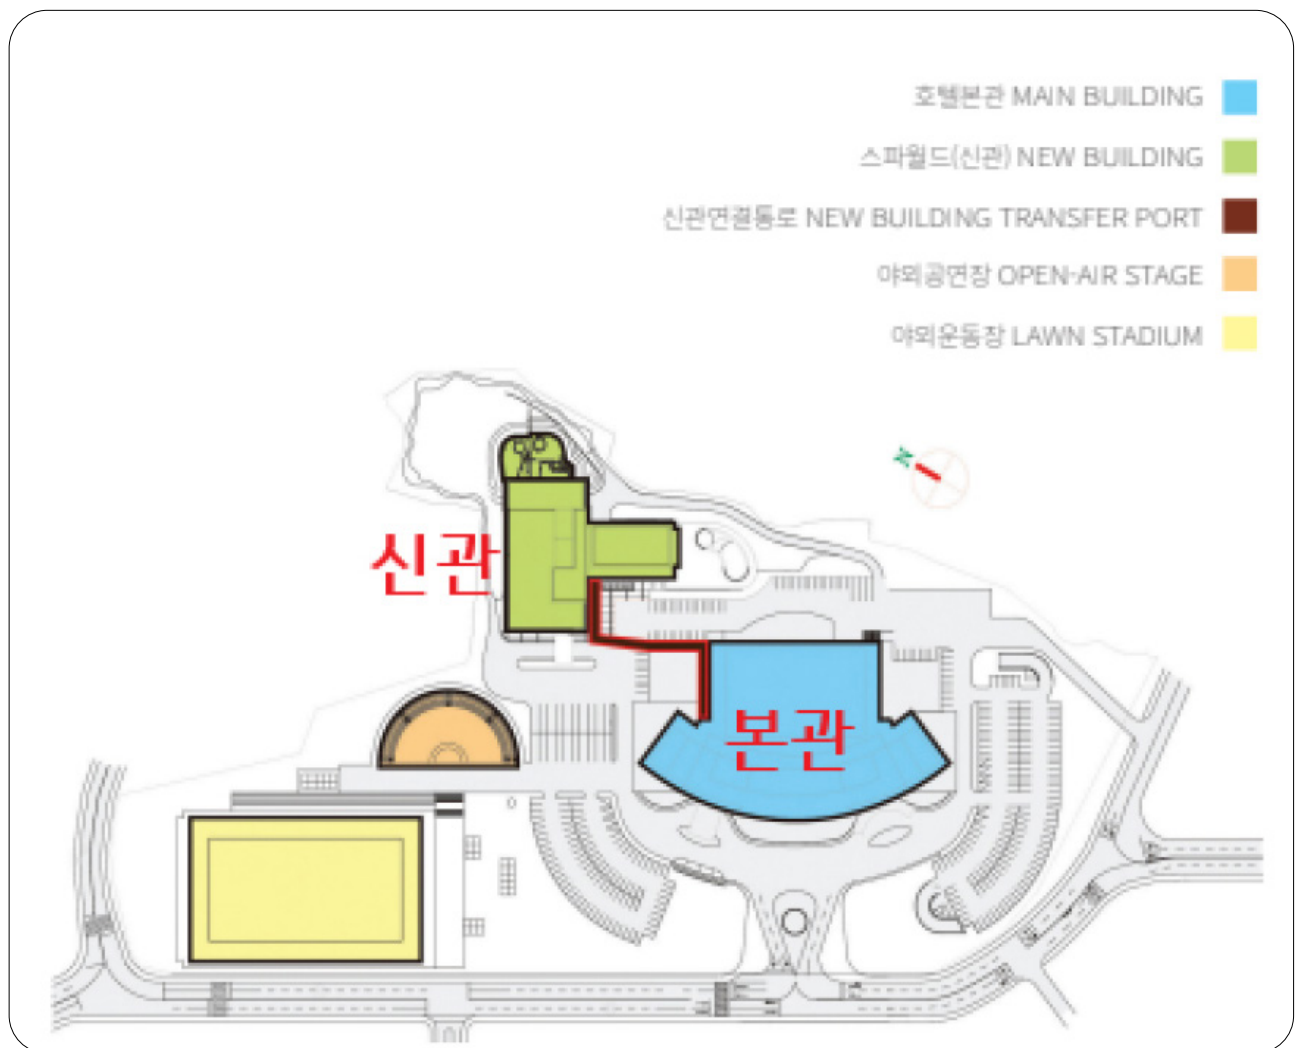 호텔본관 MAIN BUILDING
스파월드(신관) NEW BUILDING
신관연결통로 NEW BUILDING TRANSFER PORT
야외공연장 OPEN-AIR STAGE
야외운동장 LAWN STADIUM
N
신관
본관